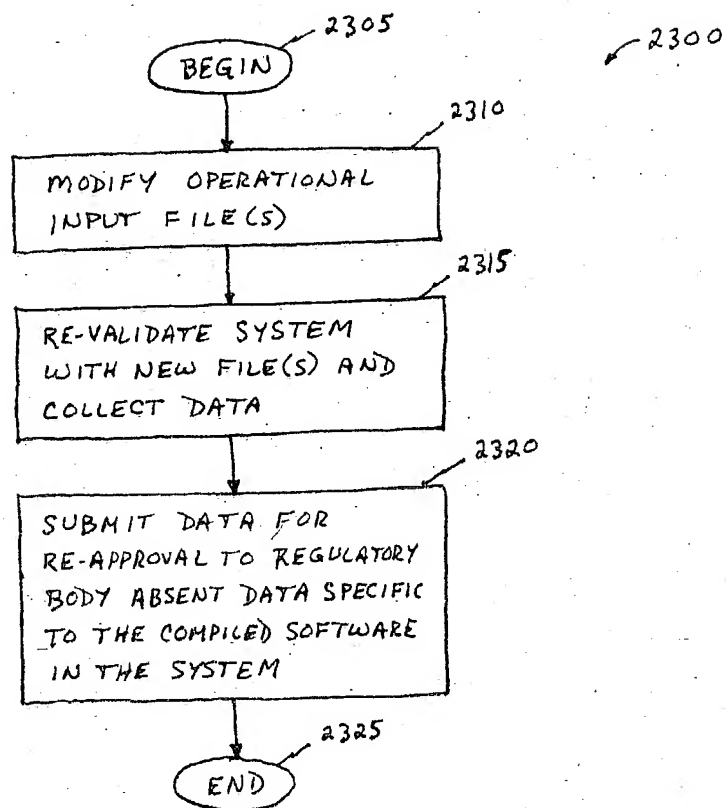 2305
2300
BEGIN
2310
MODIFY OPERATIONAL
INPUT FILE(S)
2315
RE-VALIDATE SYSTEM
WITH NEW FILE(S) AND
COLLECT DATA
2320
SUBMIT DATA FOR
RE-APPROVAL TO REGULATORY
BODY ABSENT DATA SPECIFIC
TO THE COMPILED SOFTWARE
IN THE SYSTEM
2325
END